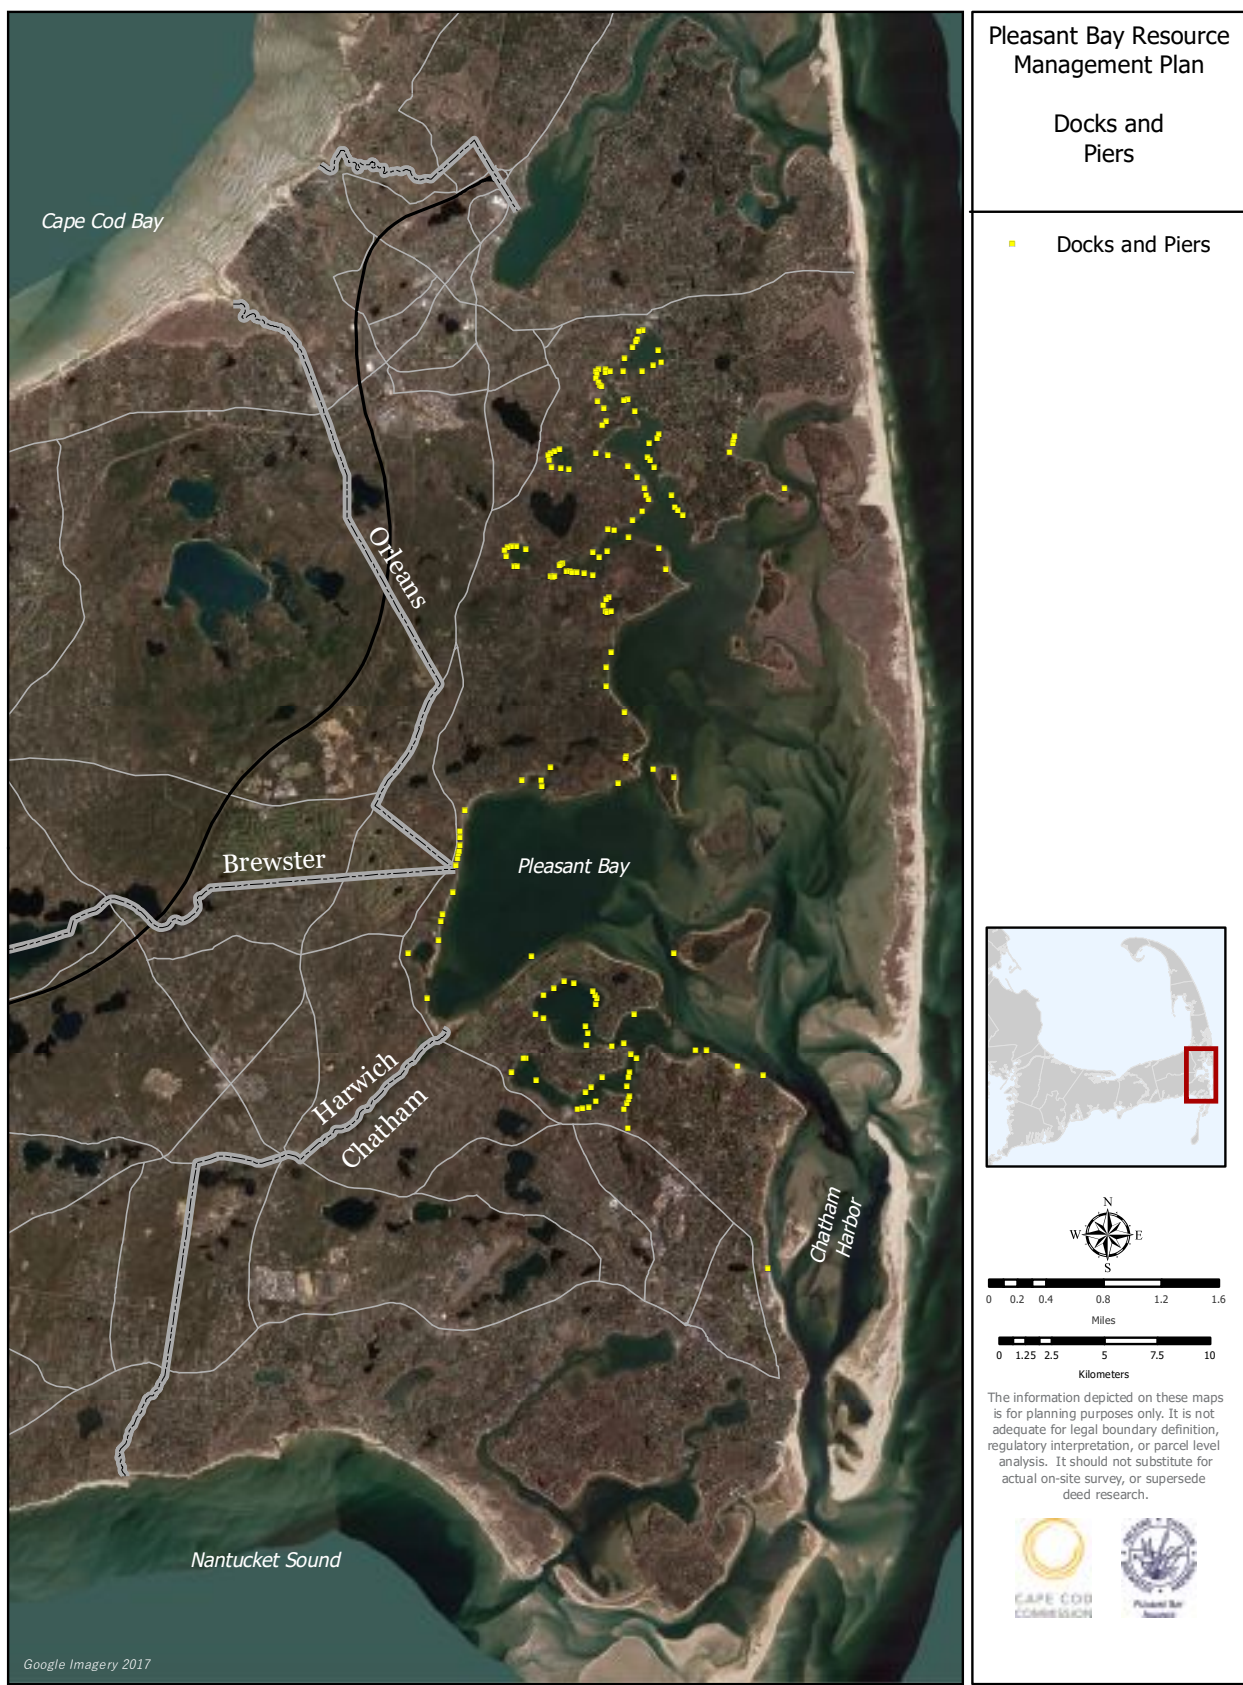 Pleasant Bay Resource
Management Plan
Docks and
Piers
Docks and Piers
Cape Cod Bay
Orleans
Brewster
Pleasant Bay
Harwich
Chatham
Chatham
Harbor
Nantucket Sound
Google Imagery 2017
N
W E
S
0 0.2 0.4 0.8 1.2 1.6
Miles
0 1.25 2.5 5 7.5 10
Kilometers
The information depicted on these maps
is for planning purposes only. It is not
adequate for legal boundary definition,
regulatory interpretation, or parcel level
analysis. It should not substitute for
actual on-site survey, or supersede
deed research.
CAPE COD
COMMISSION
Pleasant Bay
Alliance